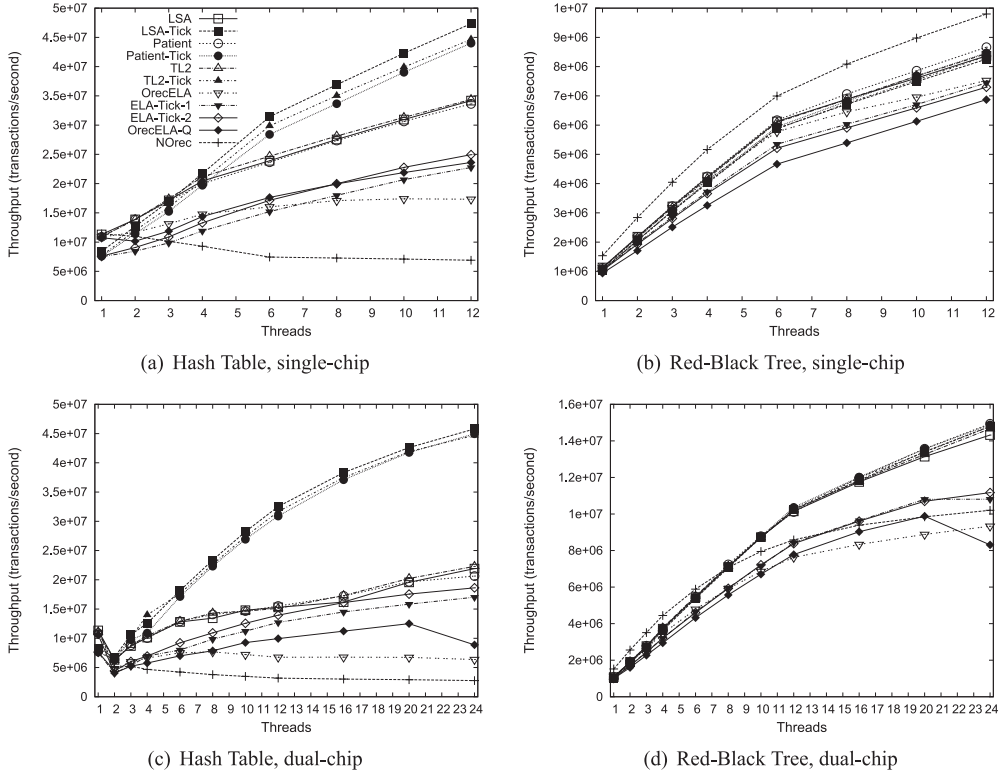 5e+07
4.5e+07
4e+07
3.5e+07
3e+07
2.5e+07
2e+07
1.5e+07
1e+07
5e+06
0
Throughput (transactions/second)
LSA
LSA-Tick
Patient
Patient-Tick
TL2
TL2-Tick
OrecELA
ELA-Tick-1
ELA-Tick-2
OrecELA-Q
NOrec
1 2 3 4 5 6 7 8 9 10 11 12
Threads
(a) Hash Table, single-chip
1e+07
9e+06
8e+06
7e+06
6e+06
5e+06
4e+06
3e+06
2e+06
1e+06
0
Throughput (transactions/second)
1 2 3 4 5 6 7 8 9 10 11 12
Threads
(b) Red-Black Tree, single-chip
5e+07
4.5e+07
4e+07
3.5e+07
3e+07
2.5e+07
2e+07
1.5e+07
1e+07
5e+06
0
Throughput (transactions/second)
1 2 3 4 5 6 7 8 9 10 11 12 13 14 15 16 17 18 19 20 21 22 23 24
Threads
(c) Hash Table, dual-chip
1.6e+07
1.4e+07
1.2e+07
1e+07
8e+06
6e+06
4e+06
2e+06
0
Throughput (transactions/second)
1 2 3 4 5 6 7 8 9 10 11 12 13 14 15 16 17 18 19 20 21 22 23 24
Threads
(d) Red-Black Tree, dual-chip